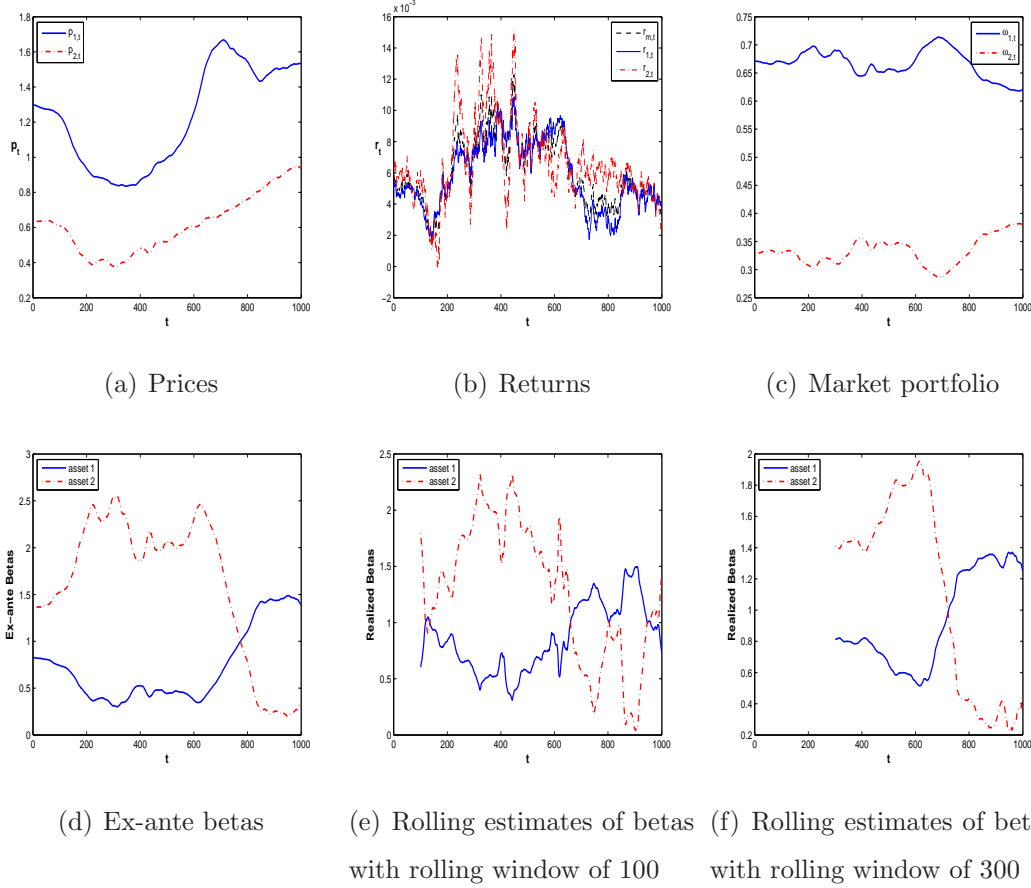 p1,t
p2,t
1.8
1.6
1.4
1.2
1
0.8
0.6
0.4
0.2
pt
0 200 400 600 800 1000
t
(a) Prices
x 10−3
rm,t
r1,t
r2,t
16
14
12
10
8
6
4
2
0
−2
rt
0 200 400 600 800 1000
t
(b) Returns
ω1,t
ω2,t
0.75
0.7
0.65
0.6
0.55
0.5
0.45
0.4
0.35
0.3
0.25
0 200 400 600 800 1000
t
(c) Market portfolio
asset 1
asset 2
3
2.5
2
1.5
1
0.5
0
Ex−ante Betas
0 200 400 600 800 1000
t
(d) Ex-ante betas
asset 1
asset 2
2.5
2
1.5
1
0.5
0
Realized Betas
0 200 400 600 800 1000
t
(e) Rolling estimates of betas
with rolling window of 100
asset 1
asset 2
2
1.8
1.6
1.4
1.2
1
0.8
0.6
0.4
0.2
Realized Betas
0 200 400 600 800 1000
t
(f) Rolling estimates of bet
with rolling window of 300